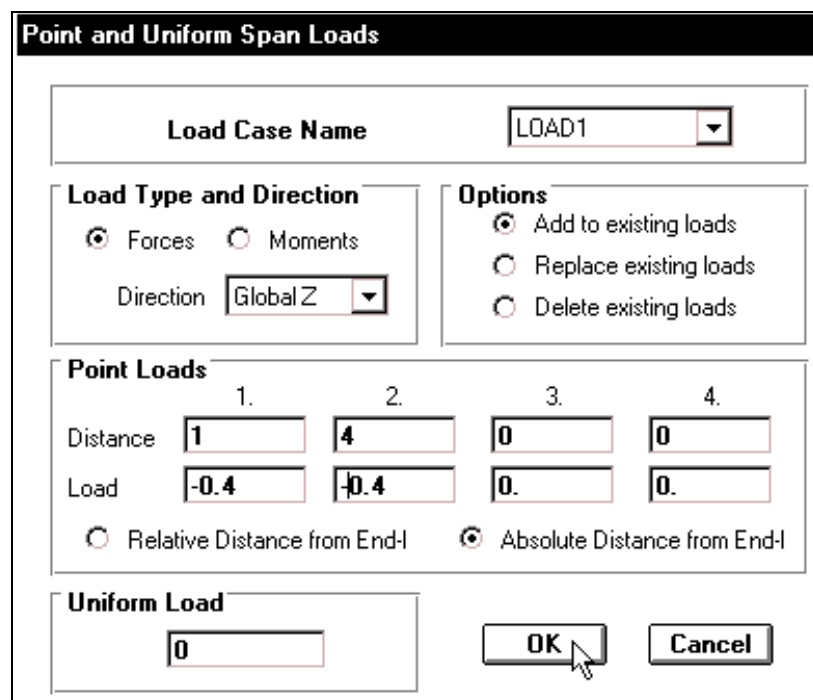 Point and Uniform Span Loads
Load Case Name LOAD1
Load Type and Direction
Forces Moments
Direction Global Z
Options
Add to existing loads
Replace existing loads
Delete existing loads
Point Loads
1. 2. 3. 4.
Distance 1 4 0 0
Load -0.4 -0.4 0. 0.
Relative Distance from End-I Absolute Distance from End-I
Uniform Load
0
OK Cancel